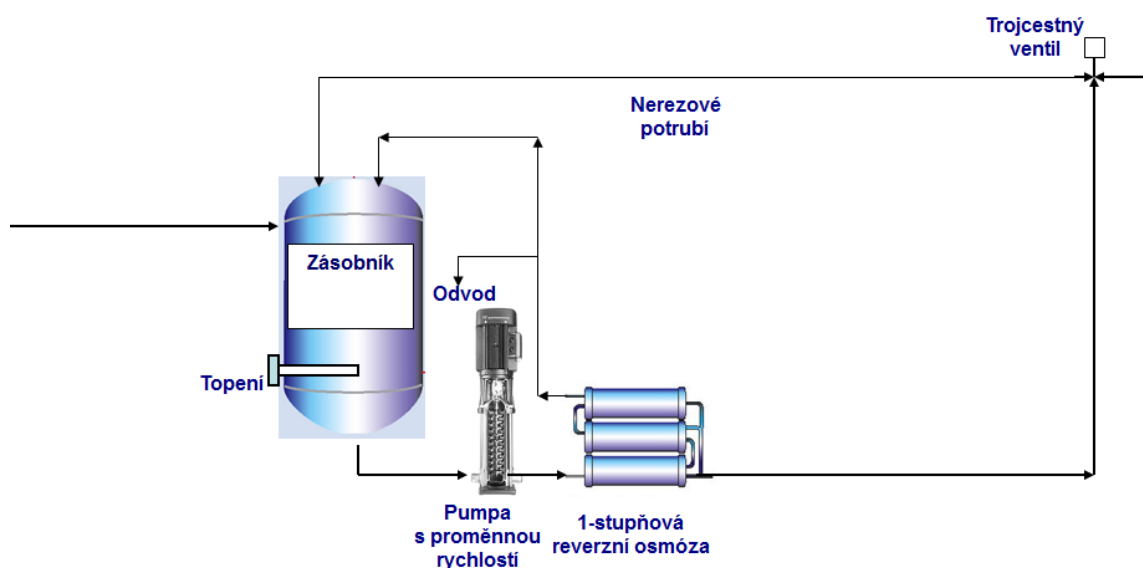 Trojcestný
ventil
Nerezové
potrubí
Zásobník
Odvod
Topení
Pumpa
s proměnnou
rychlostí
1-stupňová
reverzní osmóza